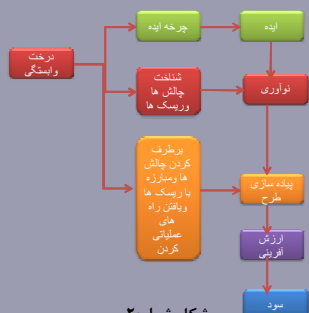 ایده
چرخه ایده
درخت
وابستگی
نوآوری
شناخت
چالش ها
وریسک ها
برطرف
کردن چالش
ها ومبارزه
با ریسک ها
ویافتن راه
های
عملیاتی
کردن
پیاده سازی
طرح
ارزش
آفرینی
سود